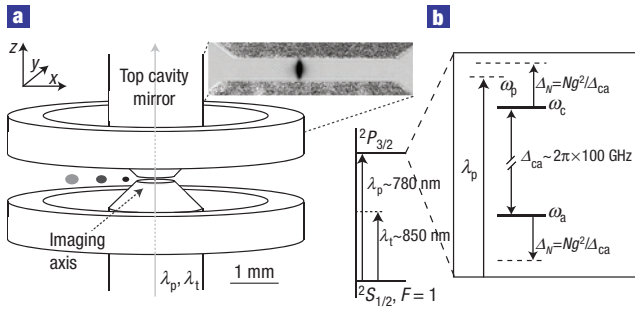 a
z
y
x
Top cavity
mirror
Imaging
axis
λp, λt
1 mm
b
²P3/2
λp~780 nm
λt~850 nm
²S1/2, F = 1
ωp
ΔN=Ng²/Δca
ωc
λp
Δca~2π×100 GHz
ωa
ΔN=Ng²/Δca